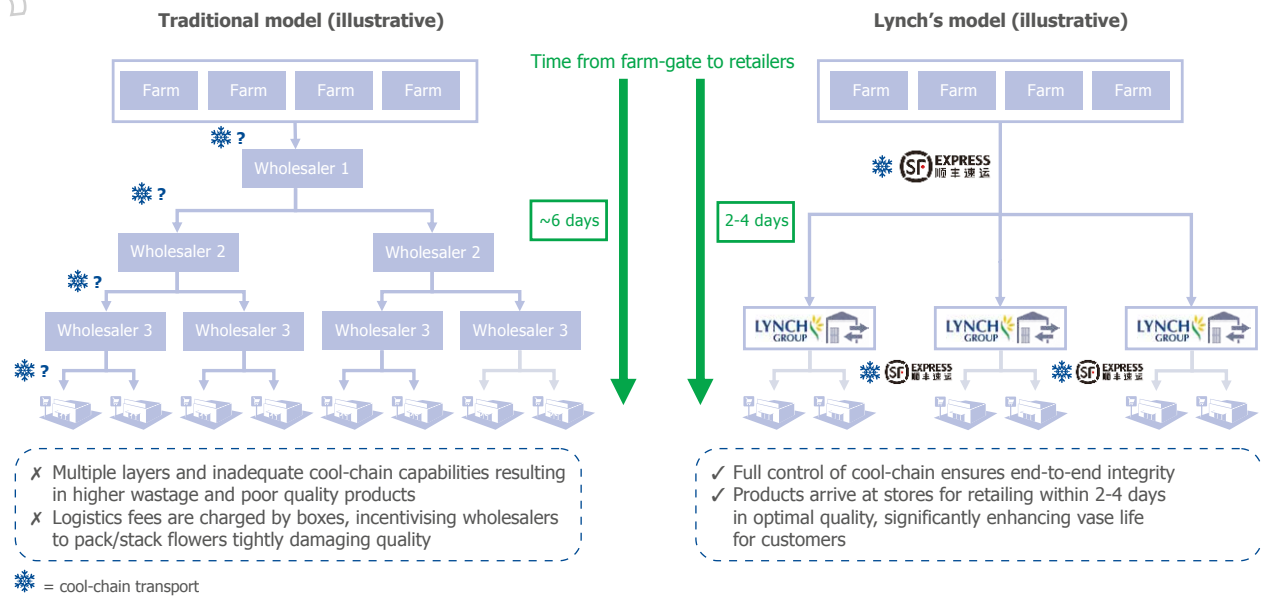 Traditional model (illustrative)
Lynch's model (illustrative)
Time from farm-gate to retailers
Farm
Farm
Farm
Farm
Farm
Farm
Farm
Farm
?
Wholesaler 1
SF EXPRESS
顺丰速运
?
~6 days
2-4 days
Wholesaler 2
Wholesaler 2
?
Wholesaler 3
Wholesaler 3
Wholesaler 3
Wholesaler 3
LYNCH
GROUP
LYNCH
GROUP
LYNCH
GROUP
?
SF EXPRESS
顺丰速运
SF EXPRESS
顺丰速运
✗ Multiple layers and inadequate cool-chain capabilities resulting
in higher wastage and poor quality products
✗ Logistics fees are charged by boxes, incentivising wholesalers
to pack/stack flowers tightly damaging quality
✓ Full control of cool-chain ensures end-to-end integrity
✓ Products arrive at stores for retailing within 2-4 days
in optimal quality, significantly enhancing vase life
for customers
= cool-chain transport